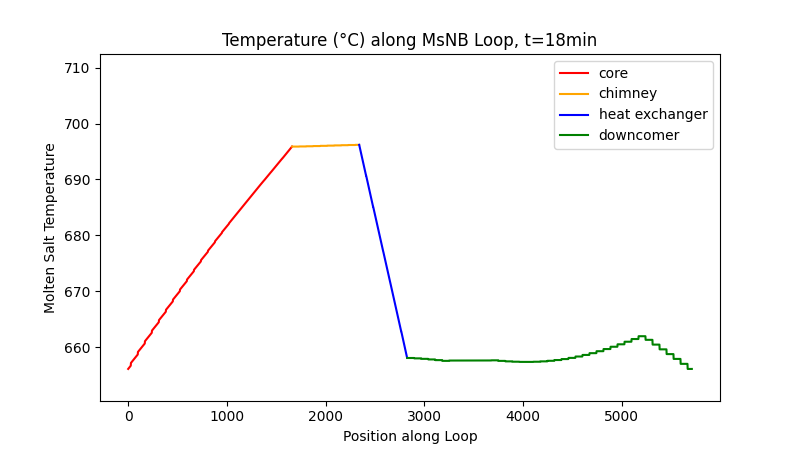 Temperature (°C) along MsNB Loop, t=18min
Molten Salt Temperature
710
700
690
680
670
660
core
chimney
heat exchanger
downcomer
0 1000 2000 3000 4000 5000
Position along Loop